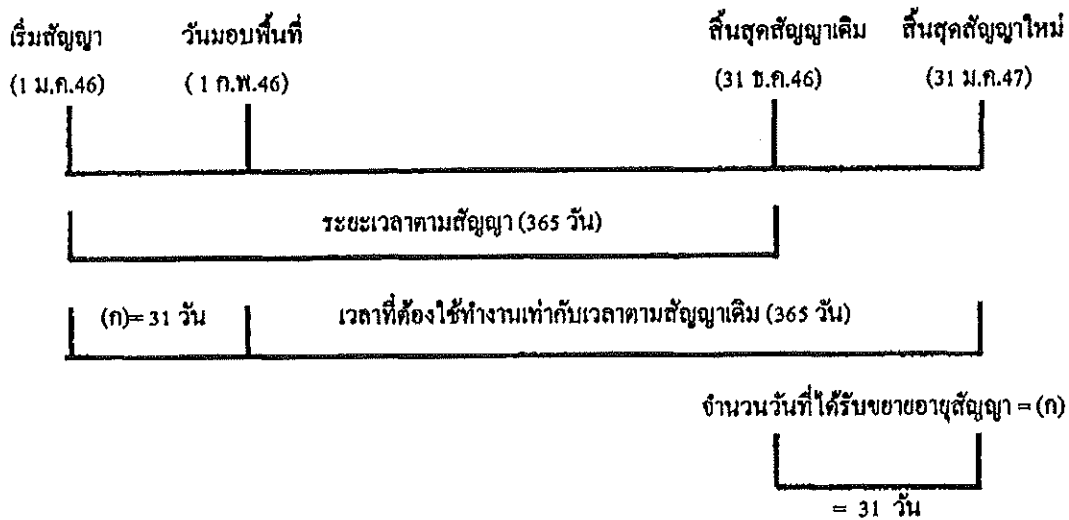 เริ่มสัญญา วันมอบพื้นที่ สิ้นสุดสัญญาเดิม สิ้นสุดสัญญาใหม่
(1 ม.ค.46) ( 1 ก.พ.46) (31 ธ.ค.46) (31 ม.ค.47)
ระยะเวลาตามสัญญา (365 วัน)
(ก)= 31 วัน เวลาที่ต้องใช้ทำงานเท่ากับเวลาตามสัญญาเดิม (365 วัน)
จำนวนวันที่ได้รับขยายอายุสัญญา = (ก)
= 31 วัน